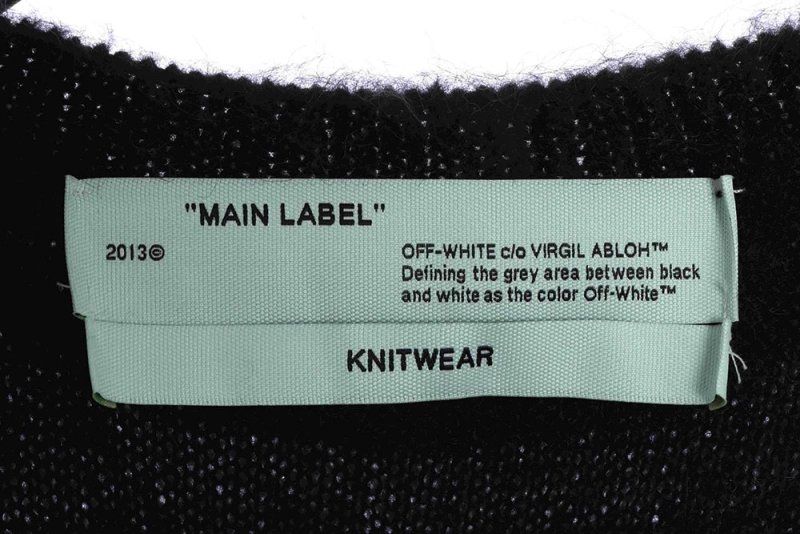 "MAIN LABEL"
2013©
OFF-WHITE c/o VIRGIL ABLOH™
Defining the grey area between black
and white as the color Off-White™
KNITWEAR